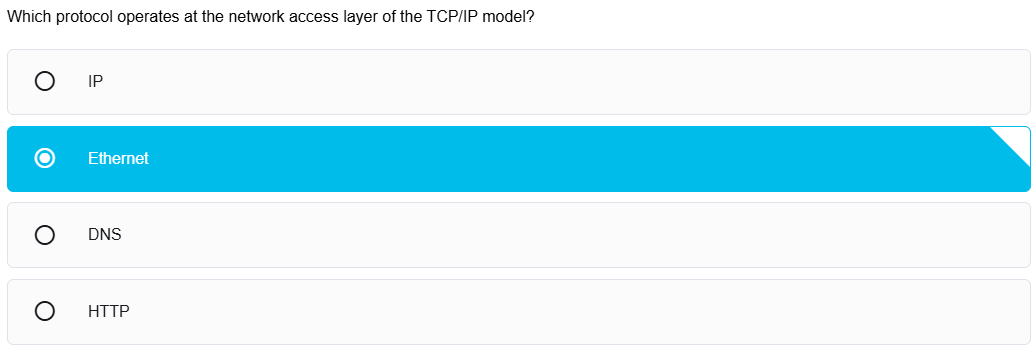 Which protocol operates at the network access layer of the TCP/IP model?
IP
Ethernet
DNS
HTTP